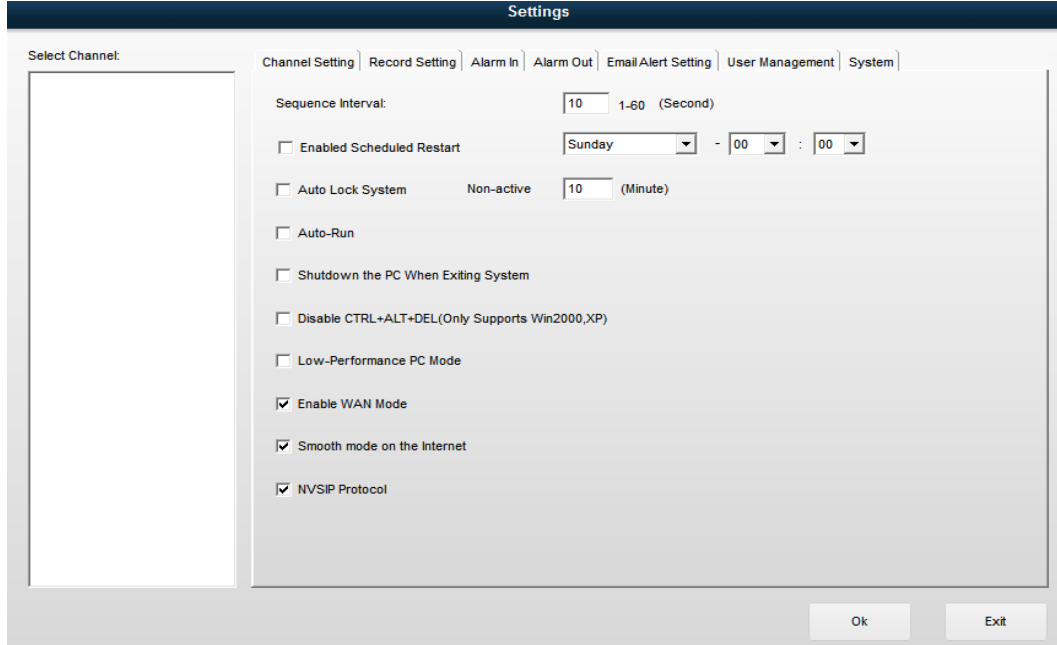 Settings
Select Channel:
Channel Setting Record Setting Alarm In Alarm Out Email Alert Setting User Management System
Sequence Interval: 10 1-60 (Second)
Enabled Scheduled Restart Sunday - 00 : 00
Auto Lock System Non-active 10 (Minute)
Auto-Run
Shutdown the PC When Exiting System
Disable CTRL+ALT+DEL(Only Supports Win2000,XP)
Low-Performance PC Mode
Enable WAN Mode
Smooth mode on the Internet
NVSIP Protocol
Ok Exit